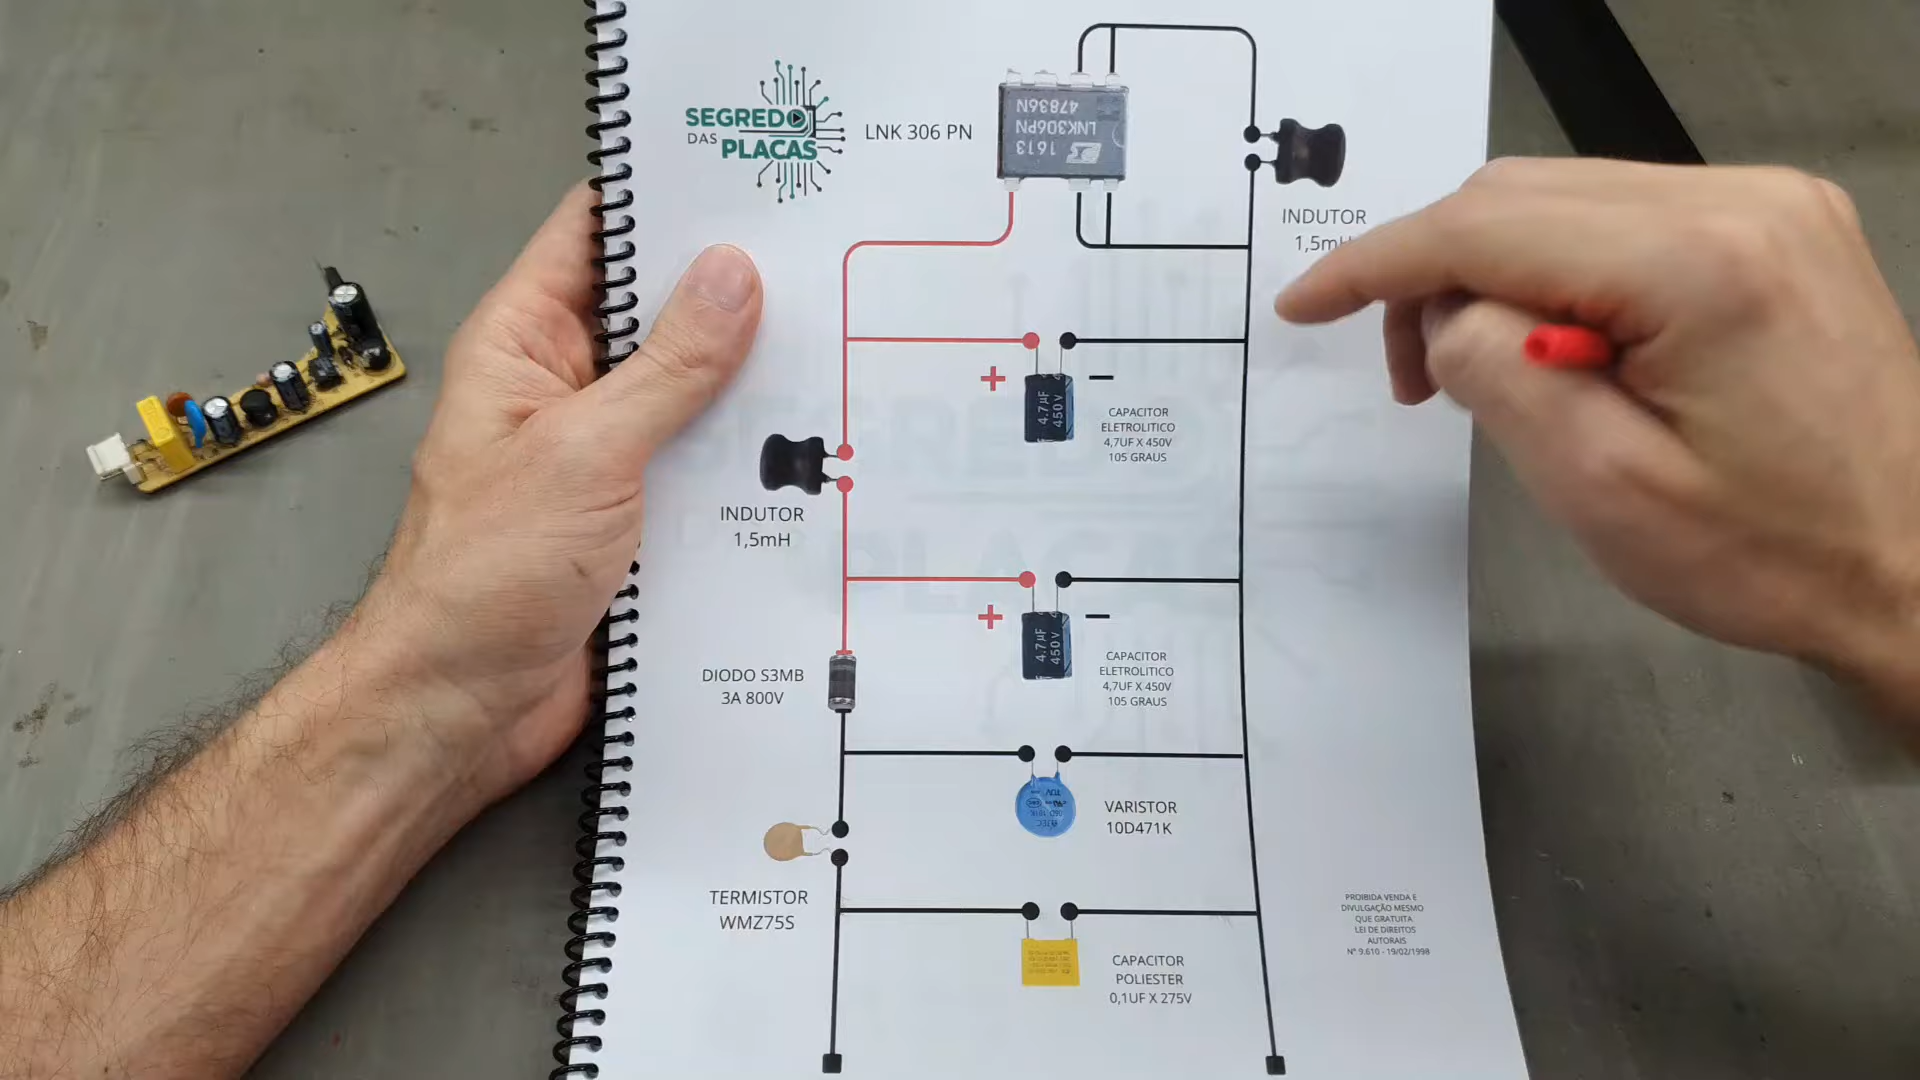 SEGREDO
DAS
PLACAS
LNK 306 PN
47836N
LNK306PN
1613
INDUTOR
1,5mH
+
−
4.7µF
450V
CAPACITOR
ELETROLITICO
4,7UF X 450V
105 GRAUS
INDUTOR
1,5mH
+
−
4.7µF
450V
CAPACITOR
ELETROLITICO
4,7UF X 450V
105 GRAUS
DIODO S3MB
3A 800V
VARISTOR
10D471K
TERMISTOR
WMZ75S
CAPACITOR
POLIESTER
0,1UF X 275V
PROIBIDA VENDA E
DIVULGAÇÃO MESMO
QUE GRATUITA
LEI DE DIREITOS
AUTORAIS
N° 9.610 - 19/02/1998